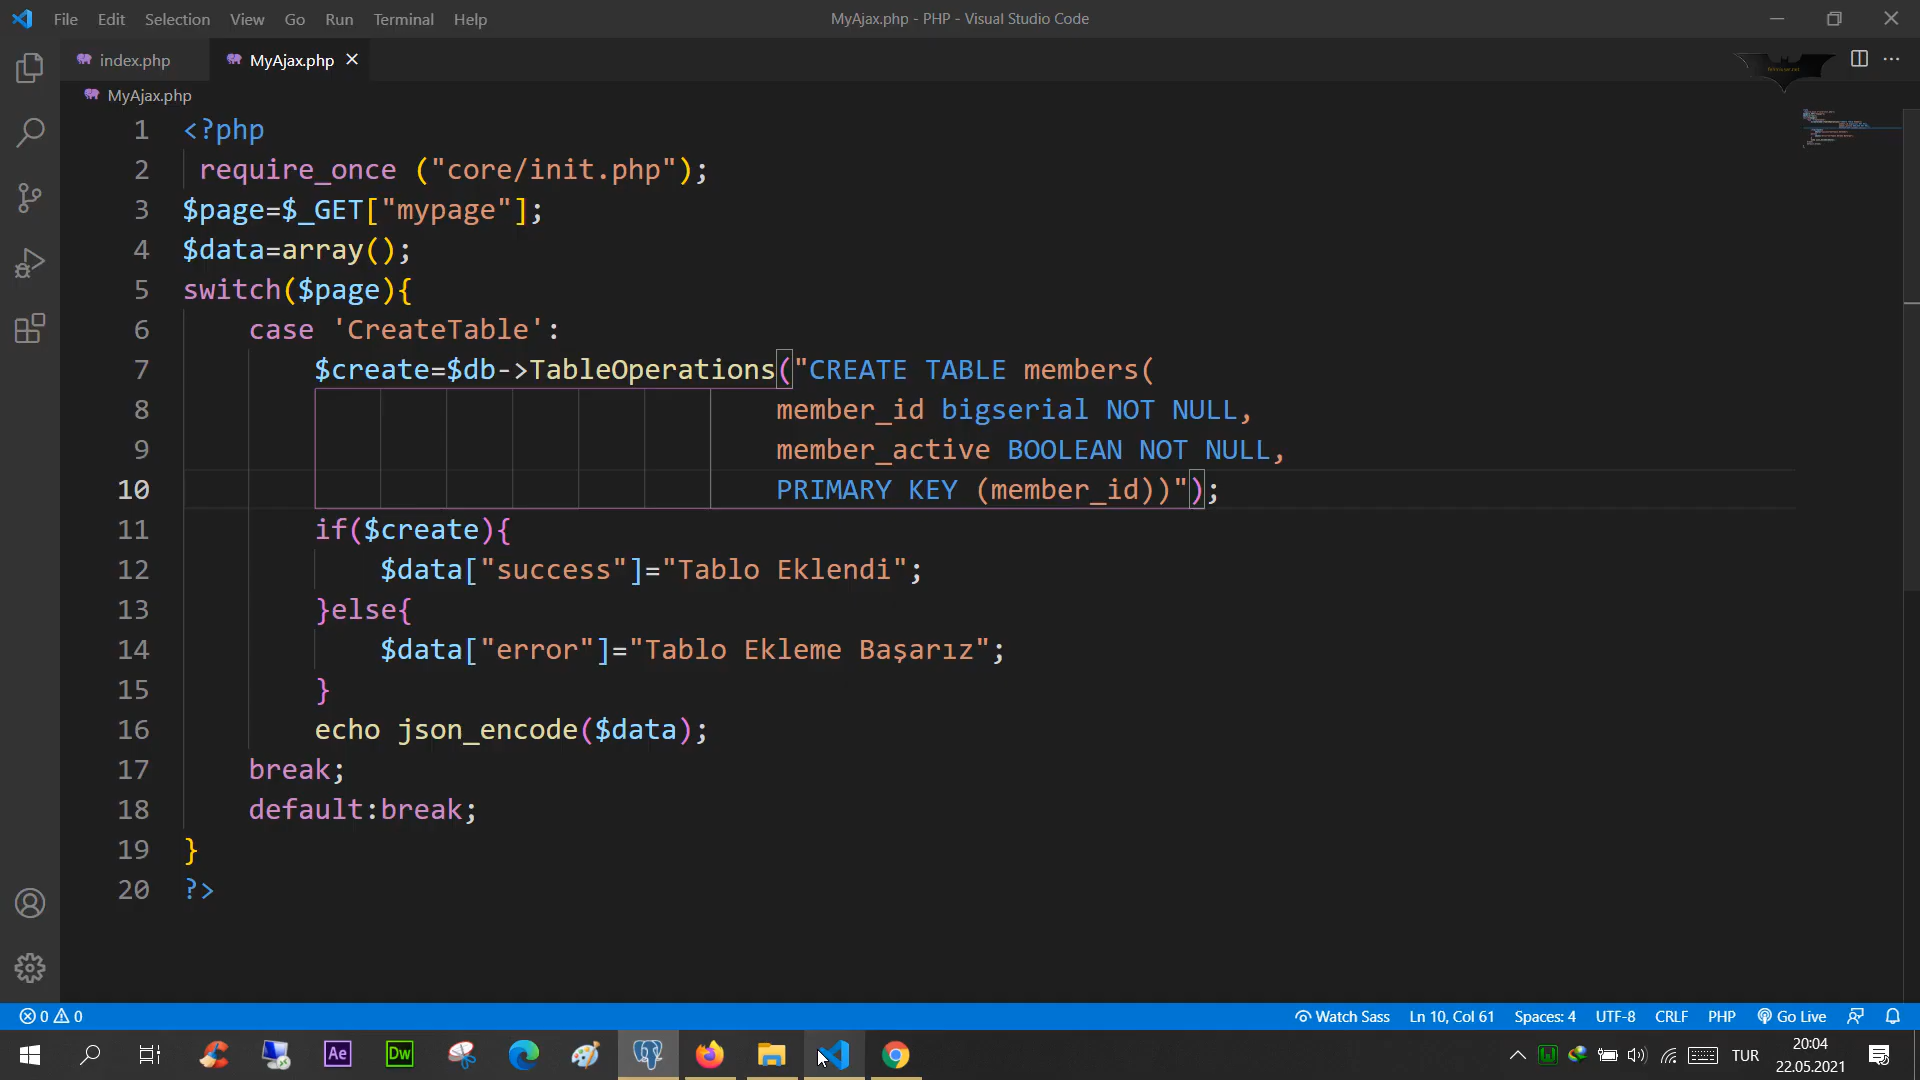 File Edit Selection View Go Run Terminal Help
MyAjax.php - PHP - Visual Studio Code
index.php
MyAjax.php
MyAjax.php
1 <?php
2 require_once ("core/init.php");
3 $page=$_GET["mypage"];
4 $data=array();
5 switch($page){
6 case 'CreateTable':
7 $create=$db->TableOperations("CREATE TABLE members(
8 member_id bigserial NOT NULL,
9 member_active BOOLEAN NOT NULL,
10 PRIMARY KEY (member_id))");
11 if($create){
12 $data["success"]="Tablo Eklendi";
13 }else{
14 $data["error"]="Tablo Ekleme Başarız";
15 }
16 echo json_encode($data);
17 break;
18 default:break;
19 }
20 ?>
0 0
Watch Sass Ln 10, Col 61 Spaces: 4 UTF-8 CRLF PHP Go Live
Ae Dw
TUR
20:04
22.05.2021